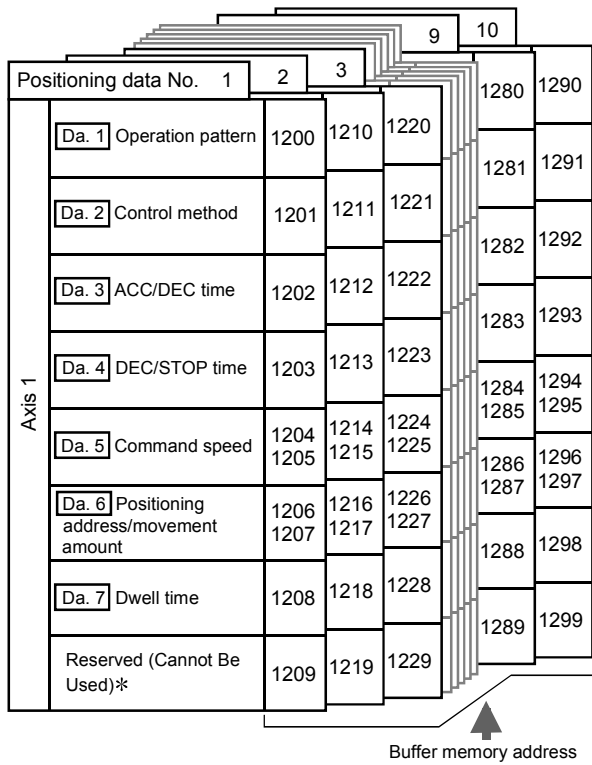 9 10
Positioning data No. 1 2 3
Axis 1
Da. 1 Operation pattern 1200 1210 1220 1280 1290
Da. 2 Control method 1201 1211 1221 1281 1291
Da. 3 ACC/DEC time 1202 1212 1222 1282 1292
Da. 4 DEC/STOP time 1203 1213 1223 1283 1293
Da. 5 Command speed 1204 1214 1224 1284 1294
1205 1215 1225 1285 1295
Da. 6 Positioning
address/movement
amount
1206 1216 1226 1286 1296
1207 1217 1227 1287 1297
Da. 7 Dwell time 1208 1218 1228 1288 1298
Reserved (Cannot Be
Used)* 1209 1219 1229 1289 1299
Buffer memory address